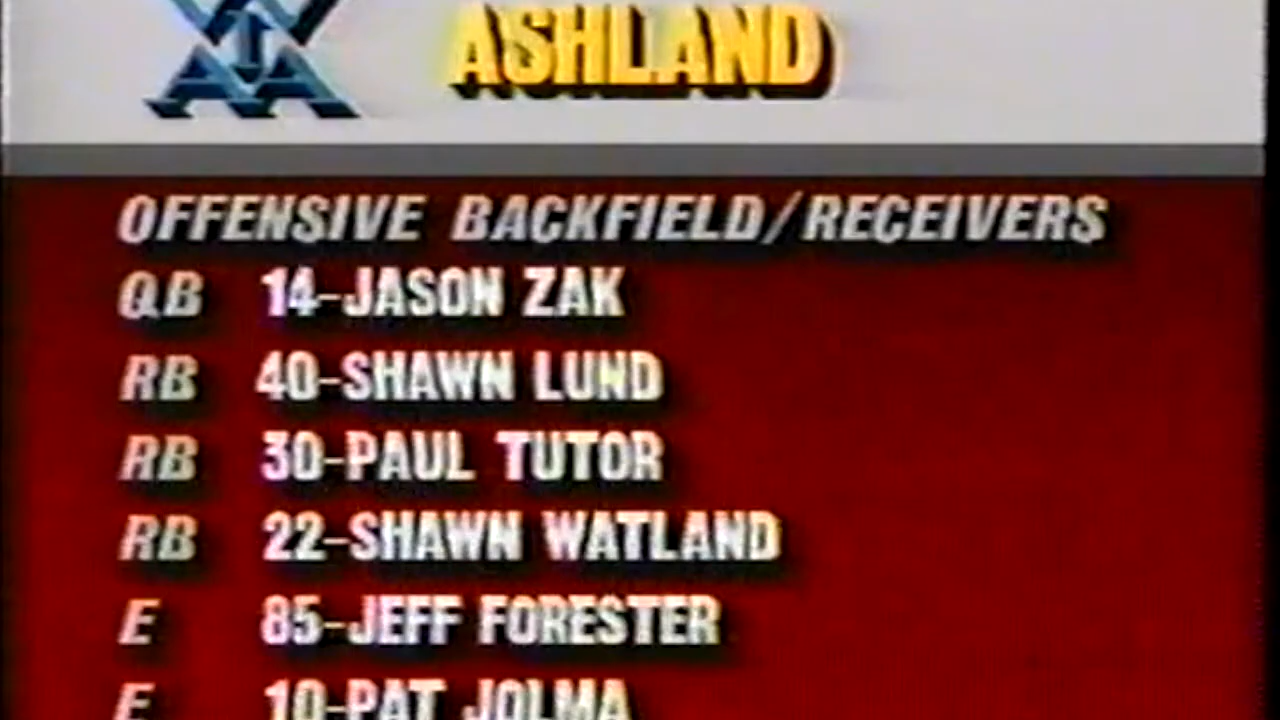 WIAA
ASHLAND
OFFENSIVE BACKFIELD/RECEIVERS
QB 14-JASON ZAK
RB 40-SHAWN LUND
RB 30-PAUL TUTOR
RB 22-SHAWN WATLAND
E 85-JEFF FORESTER
E 10-PAT JOLMA